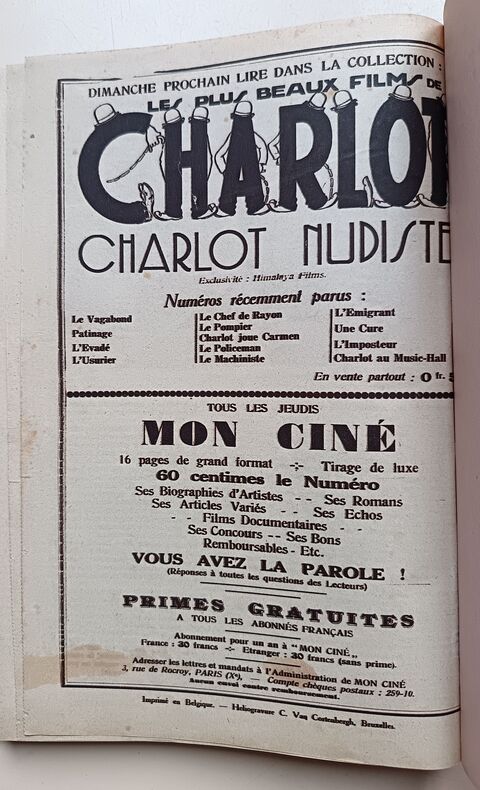 DIMANCHE PROCHAIN LIRE DANS LA COLLECTION :
LES PLUS BEAUX FILMS DE
CHARLOT
CHARLOT NUDISTE
Exclusivité : Himalaya Films.
Numéros récemment parus :
Le Vagabond
Patinage
L'Evadé
L'Usurier
Le Chef de Rayon
Le Pompier
Charlot joue Carmen
Le Policeman
Le Machiniste
L'Emigrant
Une Cure
L'Imposteur
Charlot au Music-Hall
En vente partout : 0 fr.
TOUS LES JEUDIS
MON CINÉ
16 pages de grand format -:- Tirage de luxe
60 centimes le Numéro
Ses Biographies d'Artistes - - Ses Romans
Ses Articles Variés - - Ses Echos
- - Films Documentaires - -
Ses Concours -- Ses Bons
Remboursables - Etc.
VOUS AVEZ LA PAROLE !
(Réponses à toutes les questions des Lecteurs)
PRIMES GRATUITES
A TOUS LES ABONNÉS FRANÇAIS
Abonnement pour un an à "MON CINÉ"
France : 20 francs -:- Etranger : 30 francs (sans prime).
Adresser les lettres et mandats à l'Administration de MON CINÉ
3, rue de Rocroy, PARIS (Xe). — Compte chèques postaux : 259-10.
Aucun envoi contre remboursement.
Imprimé en Belgique. — Héliogravure C. Van Cortenbergh, Bruxelles.